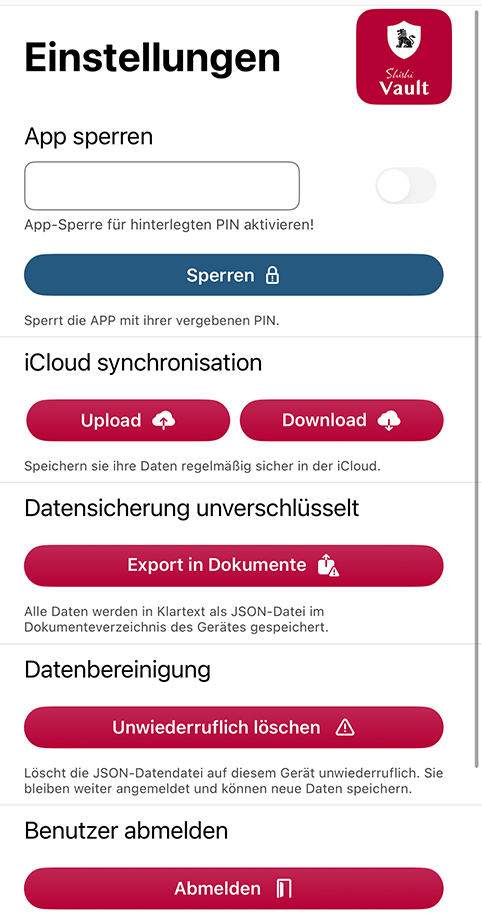 Einstellungen
Shishi
Vault
App sperren
App-Sperre für hinterlegten PIN aktivieren!
Sperren
Sperrt die APP mit ihrer vergebenen PIN.
iCloud synchronisation
Upload
Download
Speichern sie ihre Daten regelmäßig sicher in der iCloud.
Datensicherung unverschlüsselt
Export in Dokumente
Alle Daten werden in Klartext als JSON-Datei im
Dokumenteverzeichnis des Gerätes gespeichert.
Datenbereinigung
Unwiederruflich löschen
Löscht die JSON-Datendatei auf diesem Gerät unwiederruflich. Sie
bleiben weiter angemeldet und können neue Daten speichern.
Benutzer abmelden
Abmelden